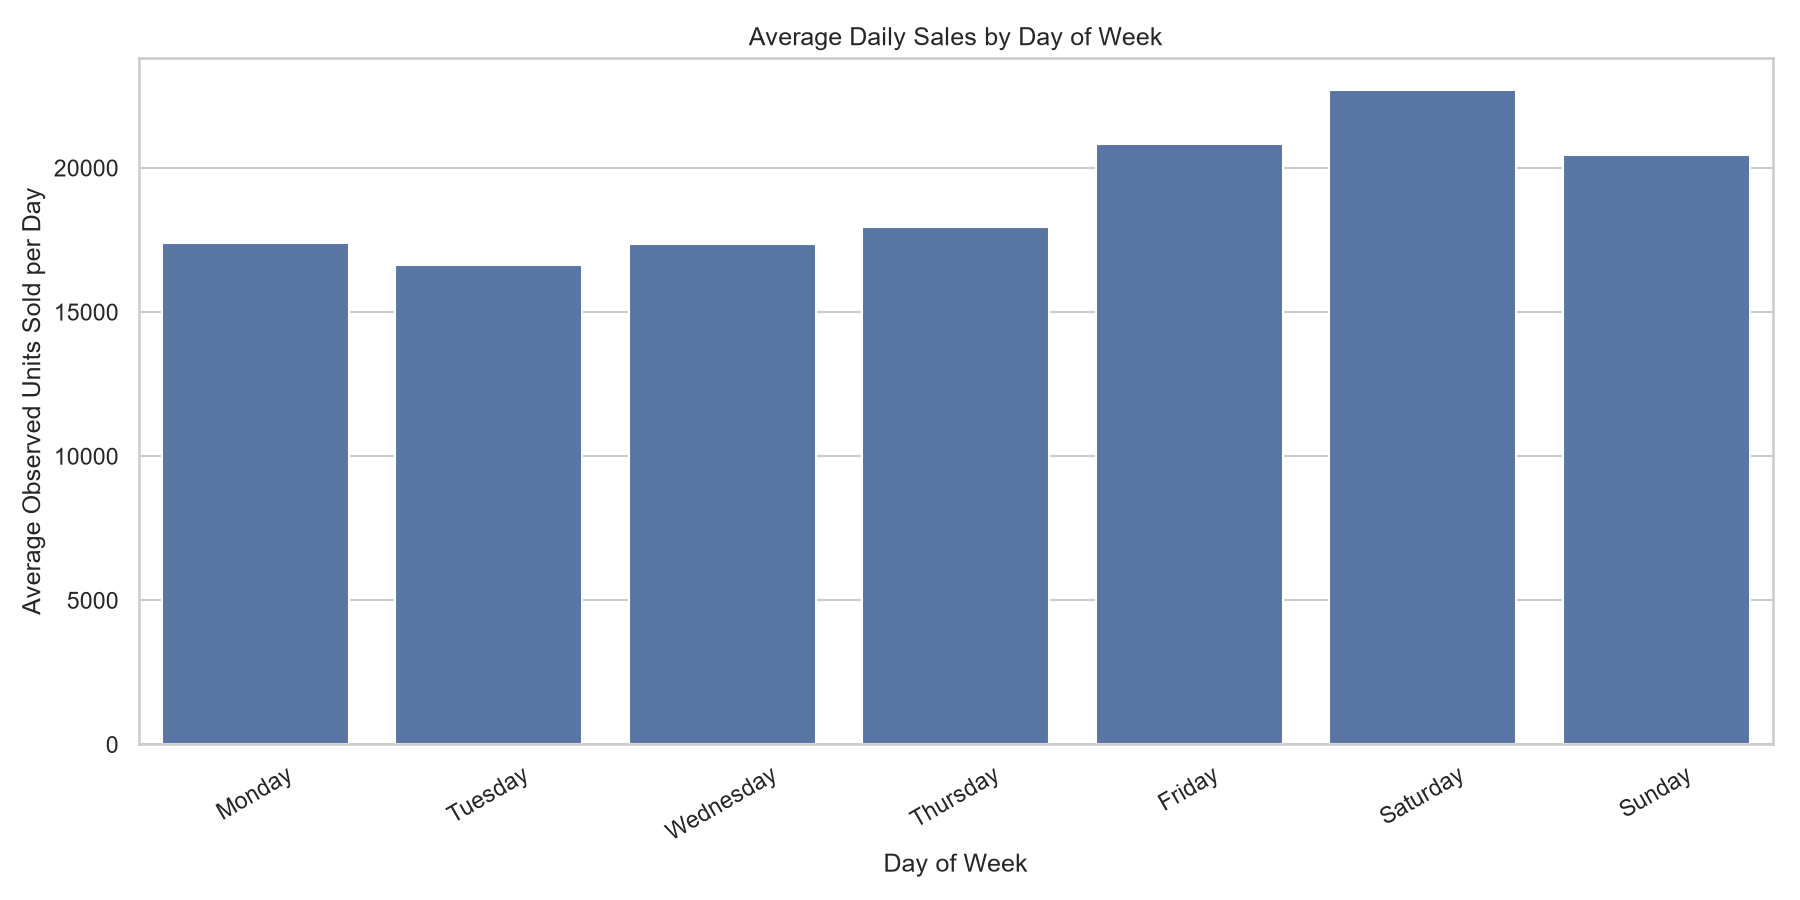 Average Daily Sales by Day of Week
Average Observed Units Sold per Day
20000
15000
10000
5000
0
Monday
Tuesday
Wednesday
Thursday
Friday
Saturday
Sunday
Day of Week